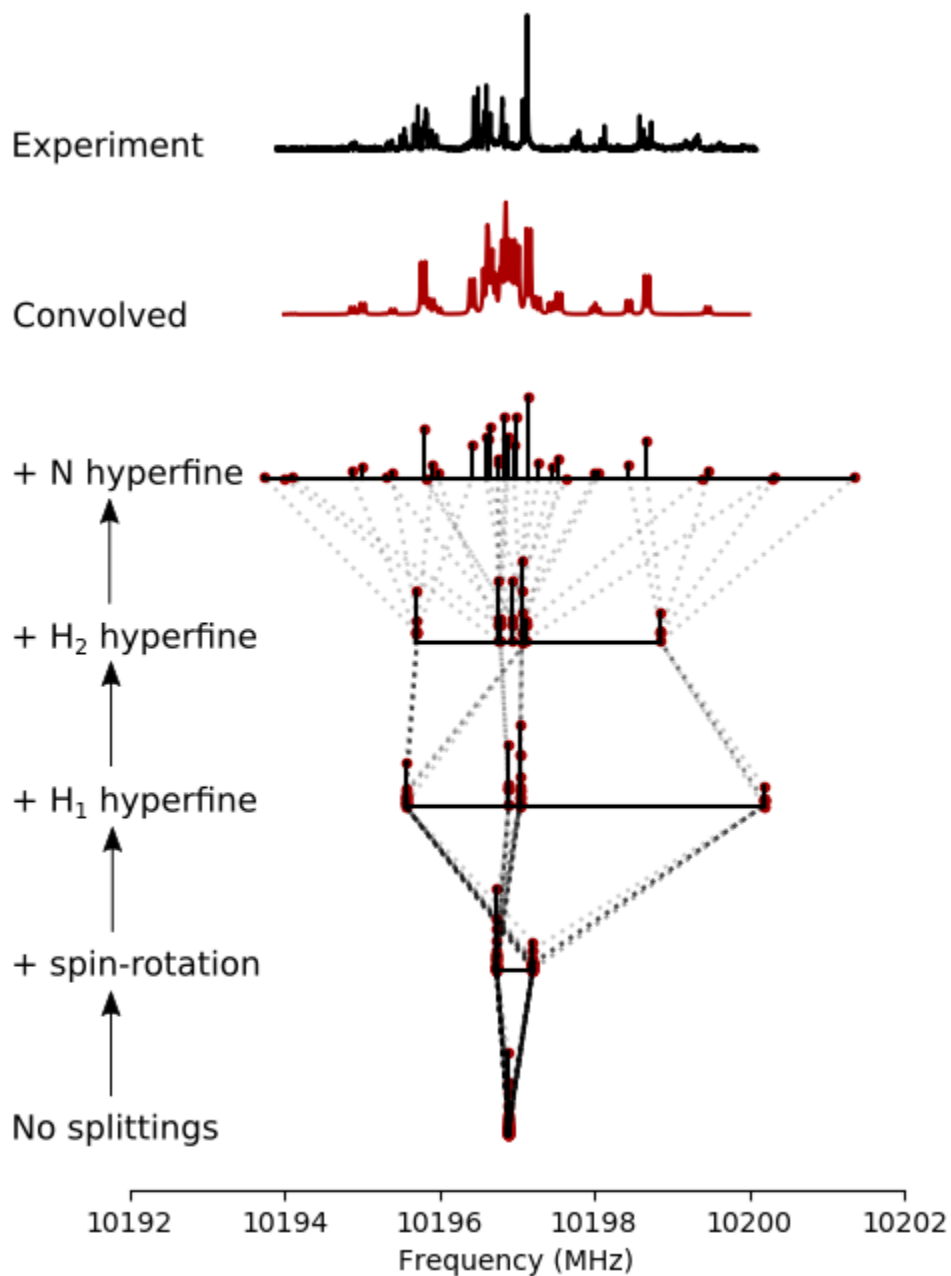 Experiment
Convolved
+ N hyperfine
+ H₂ hyperfine
+ H₁ hyperfine
+ spin-rotation
No splittings
10192 10194 10196 10198 10200 10202
Frequency (MHz)